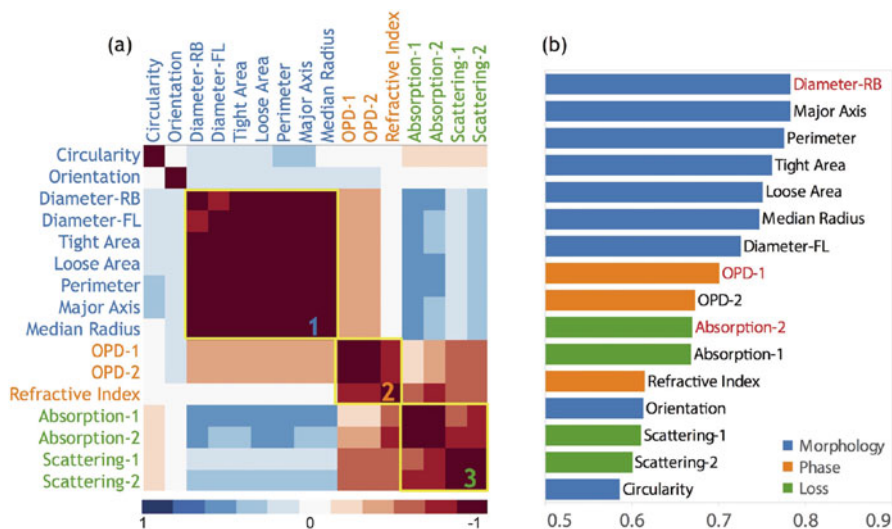 (a)
Circularity
Orientation
Diameter-RB
Diameter-FL
Tight Area
Loose Area
Perimeter
Major Axis
Median Radius
OPD-1
OPD-2
Refractive Index
Absorption-1
Absorption-2
Scattering-1
Scattering-2
Circularity
Orientation
Diameter-RB
Diameter-FL
Tight Area
Loose Area
Perimeter
Major Axis
Median Radius
OPD-1
OPD-2
Refractive Index
Absorption-1
Absorption-2
Scattering-1
Scattering-2
1
2
3
1 0 -1
(b)
Diameter-RB
Major Axis
Perimeter
Tight Area
Loose Area
Median Radius
Diameter-FL
OPD-1
OPD-2
Absorption-2
Absorption-1
Refractive Index
Orientation
Scattering-1
Scattering-2
Circularity
Morphology
Phase
Loss
0.5 0.6 0.7 0.8 0.9